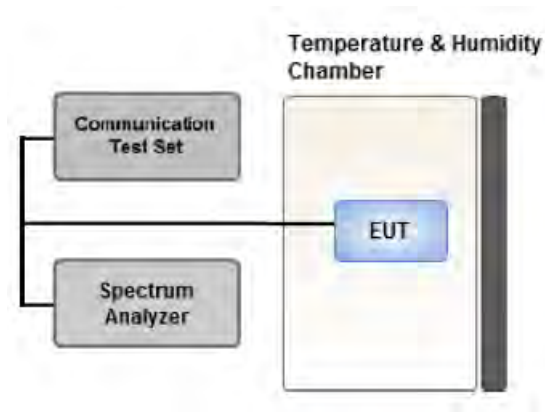 Temperature & Humidity
Chamber
Communication
Test Set
EUT
Spectrum
Analyzer